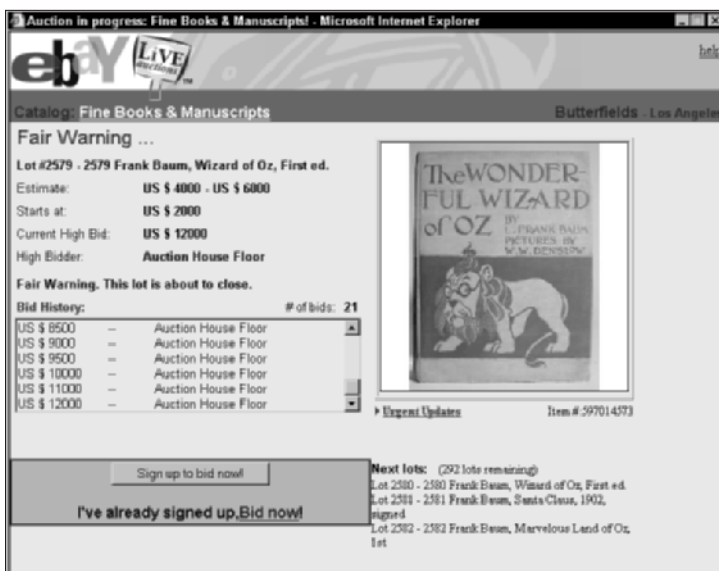 Auction in progress: Fine Books & Manuscripts! - Microsoft Internet Explorer
ebaY LiVE auctions ™
help
Catalog: Fine Books & Manuscripts
Butterfields - Los Angeles
Fair Warning ...
Lot #2579 - 2579 Frank Baum, Wizard of Oz, First ed.
Estimate: US $ 4000 - US $ 6000
Starts at: US $ 2000
Current High Bid: US $ 12000
High Bidder: Auction House Floor
Fair Warning. This lot is about to close.
Bid History: # of bids: 21
US $ 8500 -- Auction House Floor
US $ 9000 -- Auction House Floor
US $ 9500 -- Auction House Floor
US $ 10000 -- Auction House Floor
US $ 11000 -- Auction House Floor
US $ 12000 -- Auction House Floor
Sign up to bid now!
I've already signed up,Bid now!
The WONDER-
FUL WIZARD
of OZ BY
L. FRANK BAUM
PICTURES BY
W.W. DENSLOW
Urgent Updates
Item # 597014573
Next lots: (292 lots remaining)
Lot 2580 - 2580 Frank Baum, Wizard of Oz, First ed.
Lot 2581 - 2581 Frank Baum, Santa Claus, 1902,
signed
Lot 2582 - 2582 Frank Baum, Marvelous Land of Oz,
1st